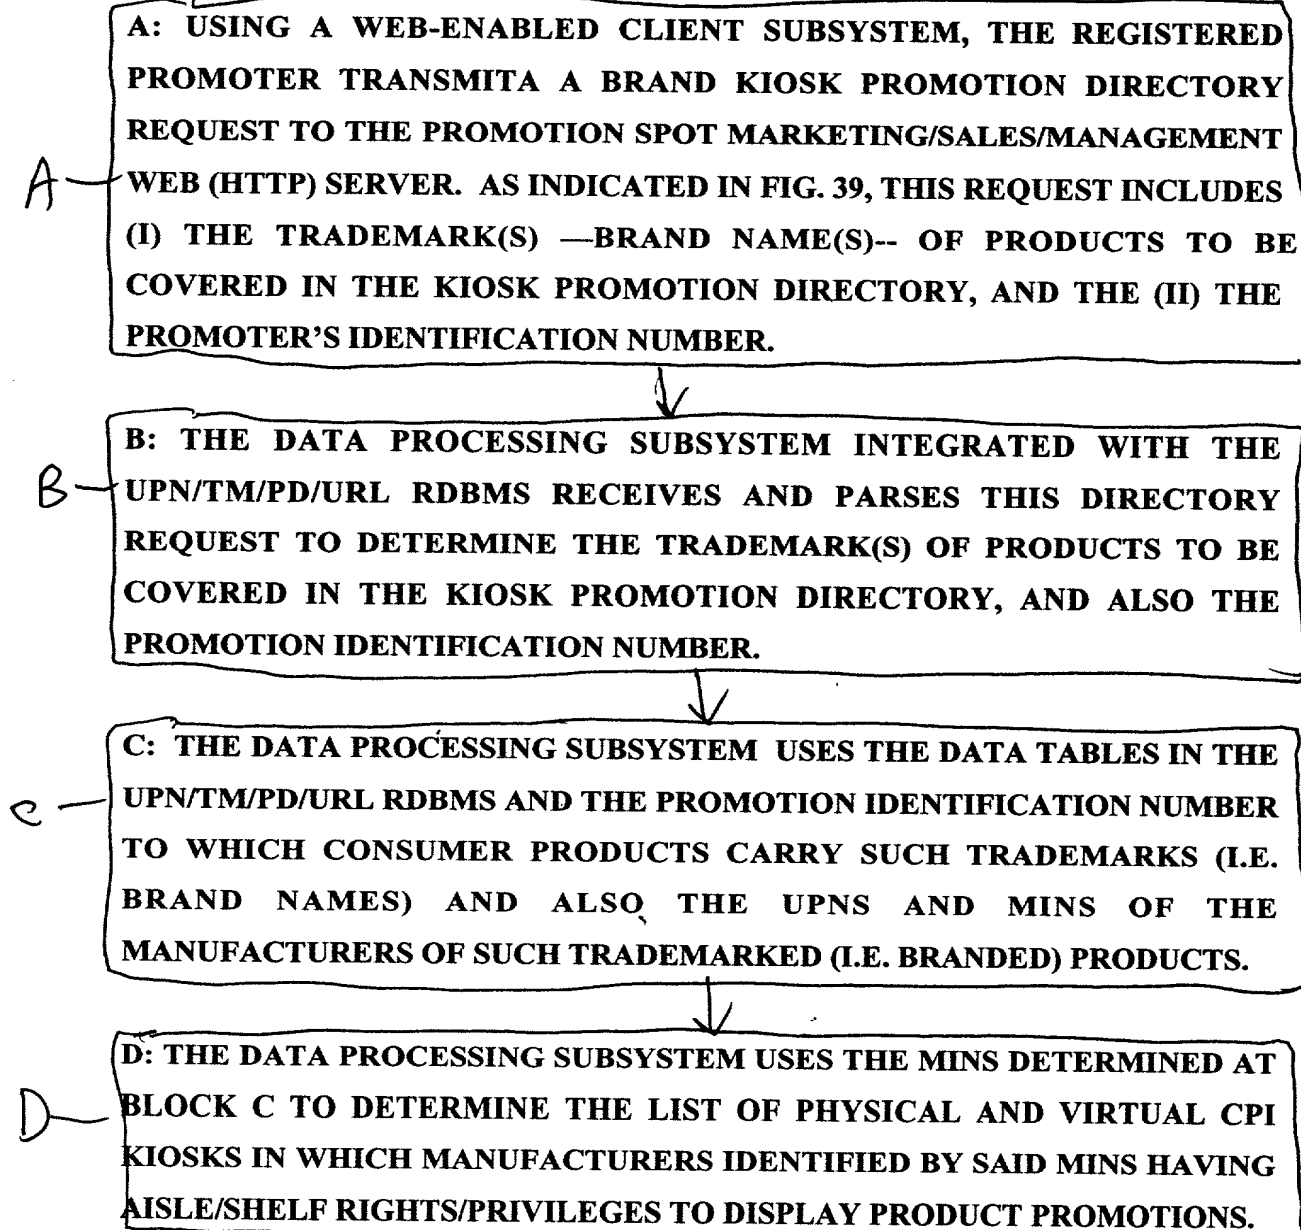 A: USING A WEB-ENABLED CLIENT SUBSYSTEM, THE REGISTERED
PROMOTER TRANSMITA A BRAND KIOSK PROMOTION DIRECTORY
REQUEST TO THE PROMOTION SPOT MARKETING/SALES/MANAGEMENT
A WEB (HTTP) SERVER. AS INDICATED IN FIG. 39, THIS REQUEST INCLUDES
(I) THE TRADEMARK(S) —BRAND NAME(S)-- OF PRODUCTS TO BE
COVERED IN THE KIOSK PROMOTION DIRECTORY, AND THE (II) THE
PROMOTER'S IDENTIFICATION NUMBER.
B: THE DATA PROCESSING SUBSYSTEM INTEGRATED WITH THE
B UPN/TM/PD/URL RDBMS RECEIVES AND PARSES THIS DIRECTORY
REQUEST TO DETERMINE THE TRADEMARK(S) OF PRODUCTS TO BE
COVERED IN THE KIOSK PROMOTION DIRECTORY, AND ALSO THE
PROMOTION IDENTIFICATION NUMBER.
C: THE DATA PROCESSING SUBSYSTEM USES THE DATA TABLES IN THE
C UPN/TM/PD/URL RDBMS AND THE PROMOTION IDENTIFICATION NUMBER
TO WHICH CONSUMER PRODUCTS CARRY SUCH TRADEMARKS (I.E.
BRAND NAMES) AND ALSO THE UPNS AND MINS OF THE
MANUFACTURERS OF SUCH TRADEMARKED (I.E. BRANDED) PRODUCTS.
D: THE DATA PROCESSING SUBSYSTEM USES THE MINS DETERMINED AT
D BLOCK C TO DETERMINE THE LIST OF PHYSICAL AND VIRTUAL CPI
KIOSKS IN WHICH MANUFACTURERS IDENTIFIED BY SAID MINS HAVING
AISLE/SHELF RIGHTS/PRIVILEGES TO DISPLAY PRODUCT PROMOTIONS.